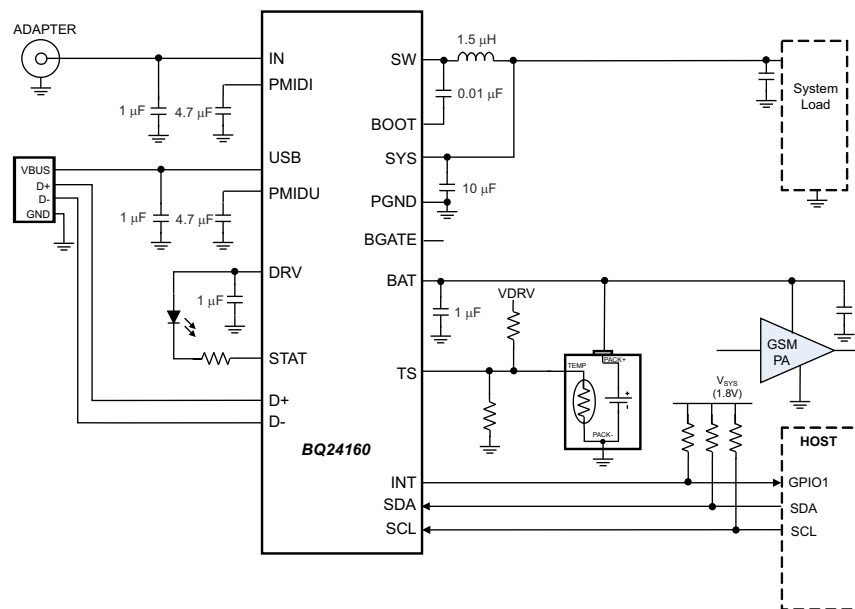 ADAPTER
IN
PMIDI
1 μF
4.7 μF
VBUS
D+
D-
GND
USB
PMIDU
1 μF
4.7 μF
DRV
1 μF
STAT
D+
D-
BQ24160
SW
1.5 μH
0.01 μF
BOOT
SYS
10 μF
PGND
BGATE
BAT
1 μF
VDRV
TS
TEMP
PACK+
+
-
PACK-
System
Load
GSM
PA
VSYS
(1.8V)
HOST
INT
GPIO1
SDA
SDA
SCL
SCL